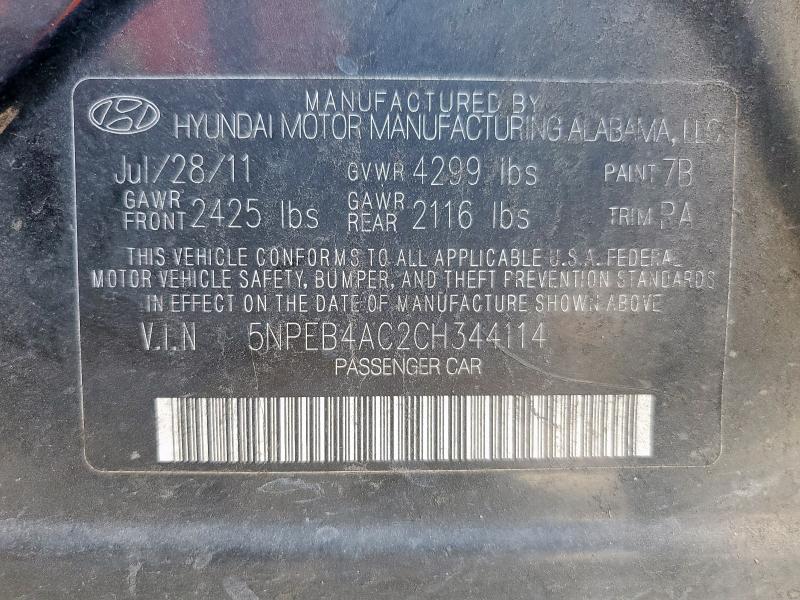 MANUFACTURED BY
HYUNDAI MOTOR MANUFACTURING ALABAMA, LLC
Jul/28/11 GVWR 4299 lbs PAINT 7B
GAWR FRONT 2425 lbs GAWR REAR 2116 lbs TRIM RA
THIS VEHICLE CONFORMS TO ALL APPLICABLE U.S.A. FEDERAL
MOTOR VEHICLE SAFETY, BUMPER, AND THEFT PREVENTION STANDARDS
IN EFFECT ON THE DATE OF MANUFACTURE SHOWN ABOVE.
V.I.N 5NPEB4AC2CH344114
PASSENGER CAR